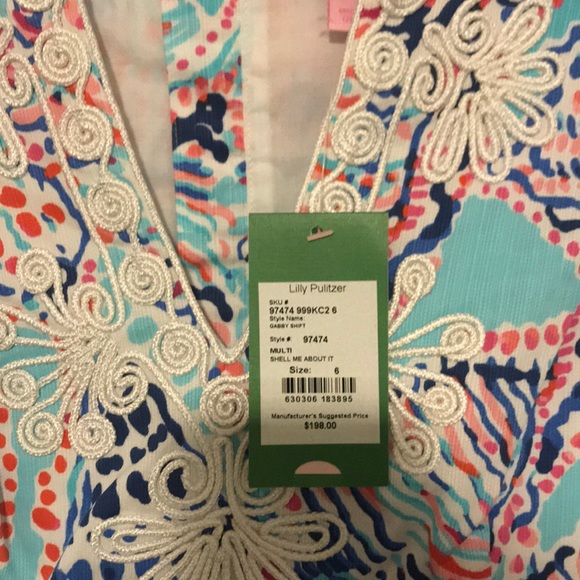 Lilly Pulitzer
SKU #
97474 999KC2 6
Style Name:
GABBY SHIFT
Style #: 97474
MULTI
SHELL ME ABOUT IT
Size: 6
630306 183895
Manufacturer's Suggested Price
$198.00